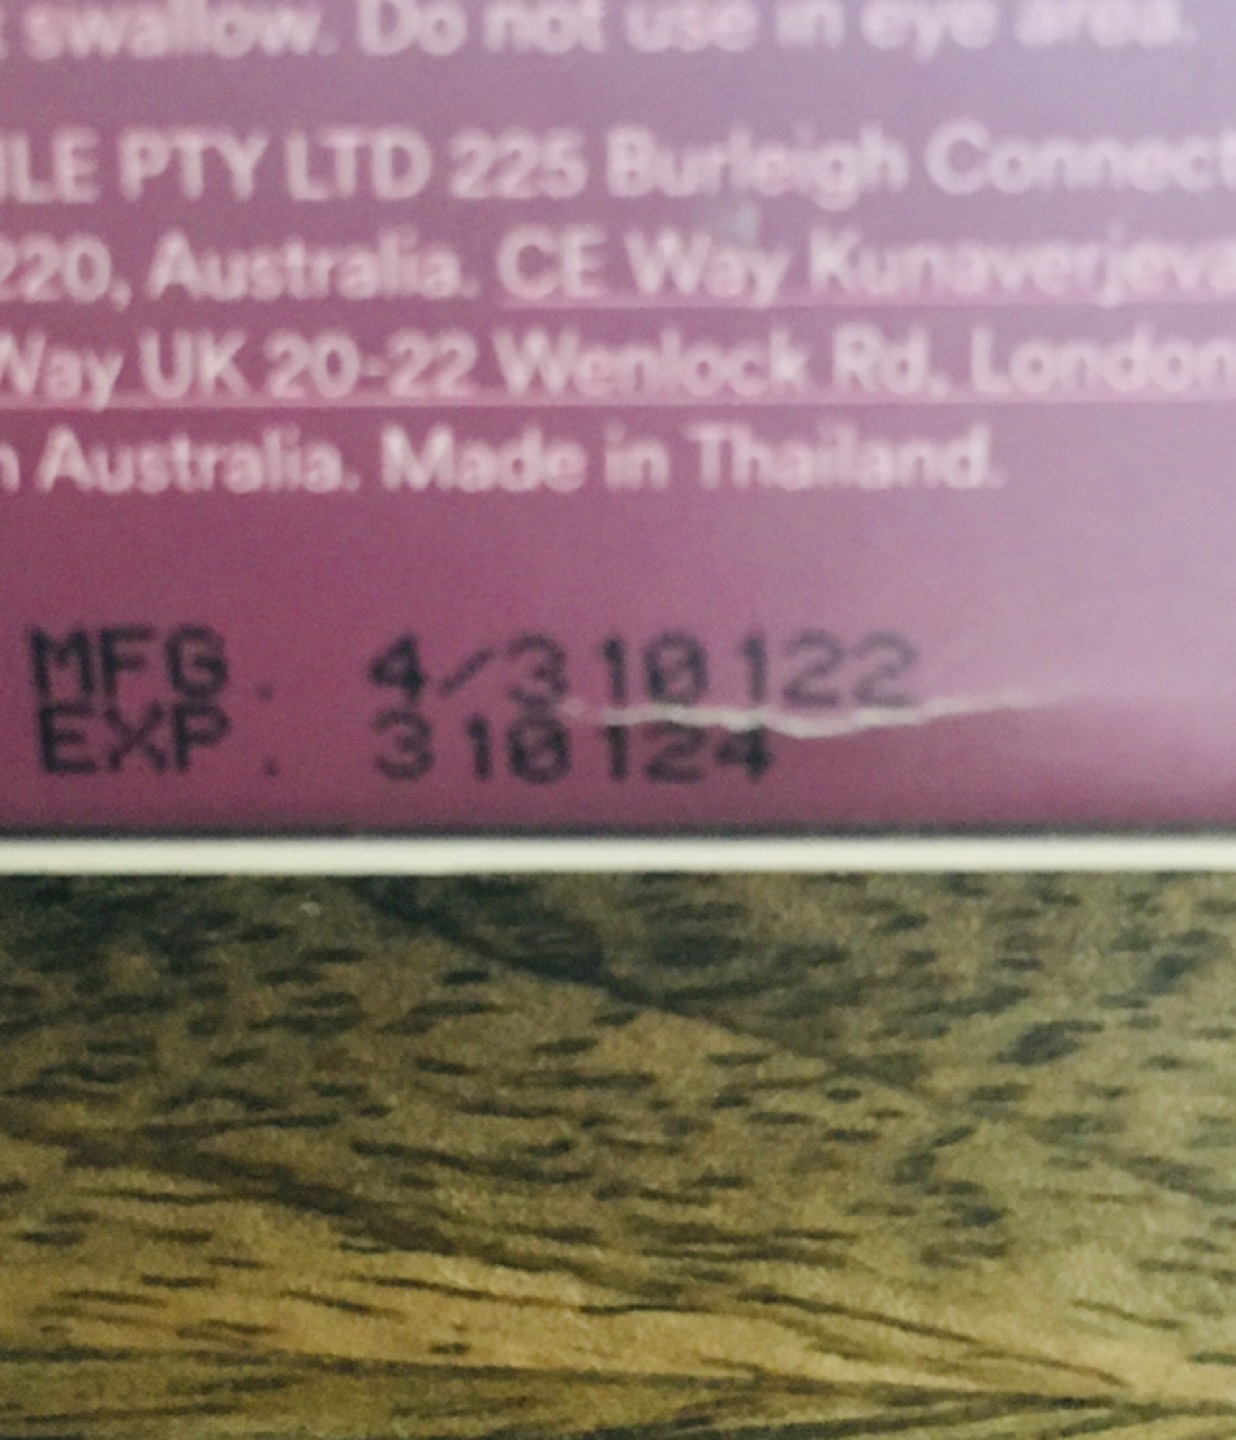 swallow. Do not use in eye area.
ILE PTY LTD 225 Burleigh Connect
220, Australia. CE Way Kunaverjeva
Way UK 20-22 Wenlock Rd, London
n Australia. Made in Thailand.
MFG. 4/310122
EXP. 310124